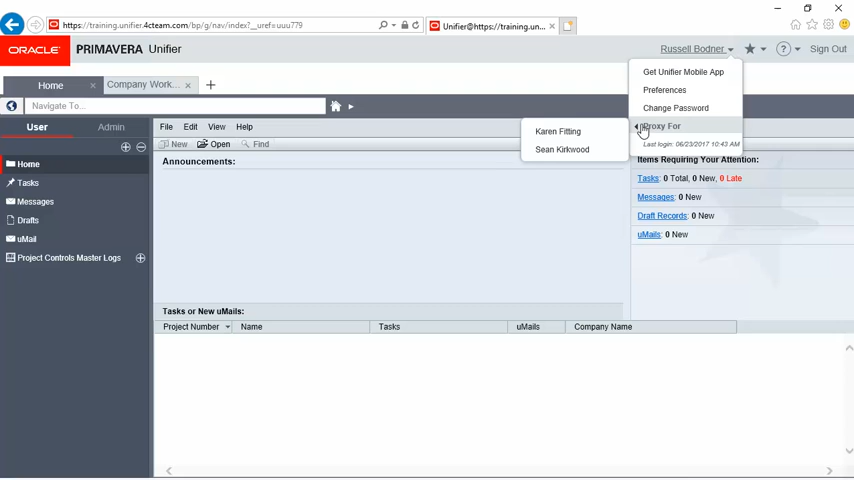 https://training.unifier.4cteam.com/bp/g/nav/index?__uref=uuu779
Unifier@https://training.un...
ORACLE PRIMAVERA Unifier
Russell Bodner
? Sign Out
Home
Company Work...
Get Unifier Mobile App
Preferences
Change Password
Proxy For
Last login: 06/23/2017 10:43 AM
Karen Fitting
Sean Kirkwood
Navigate To...
User Admin
File Edit View Help
New Open Find
Home
Tasks
Messages
Drafts
uMail
Project Controls Master Logs
Announcements:
Items Requiring Your Attention:
Tasks: 0 Total, 0 New, 0 Late
Messages: 0 New
Draft Records: 0 New
uMails: 0 New
Tasks or New uMails:
Project Number Name Tasks uMails Company Name